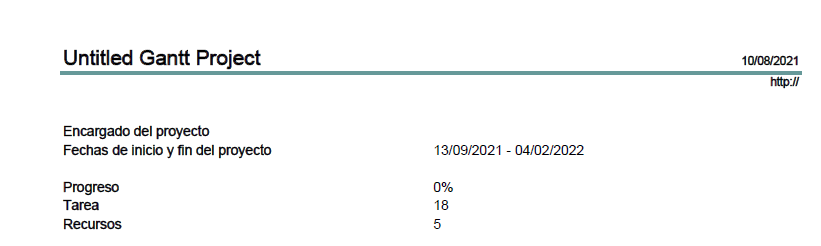 Untitled Gantt Project
10/08/2021
http://
Encargado del proyecto
Fechas de inicio y fin del proyecto 13/09/2021 - 04/02/2022
Progreso 0%
Tarea 18
Recursos 5